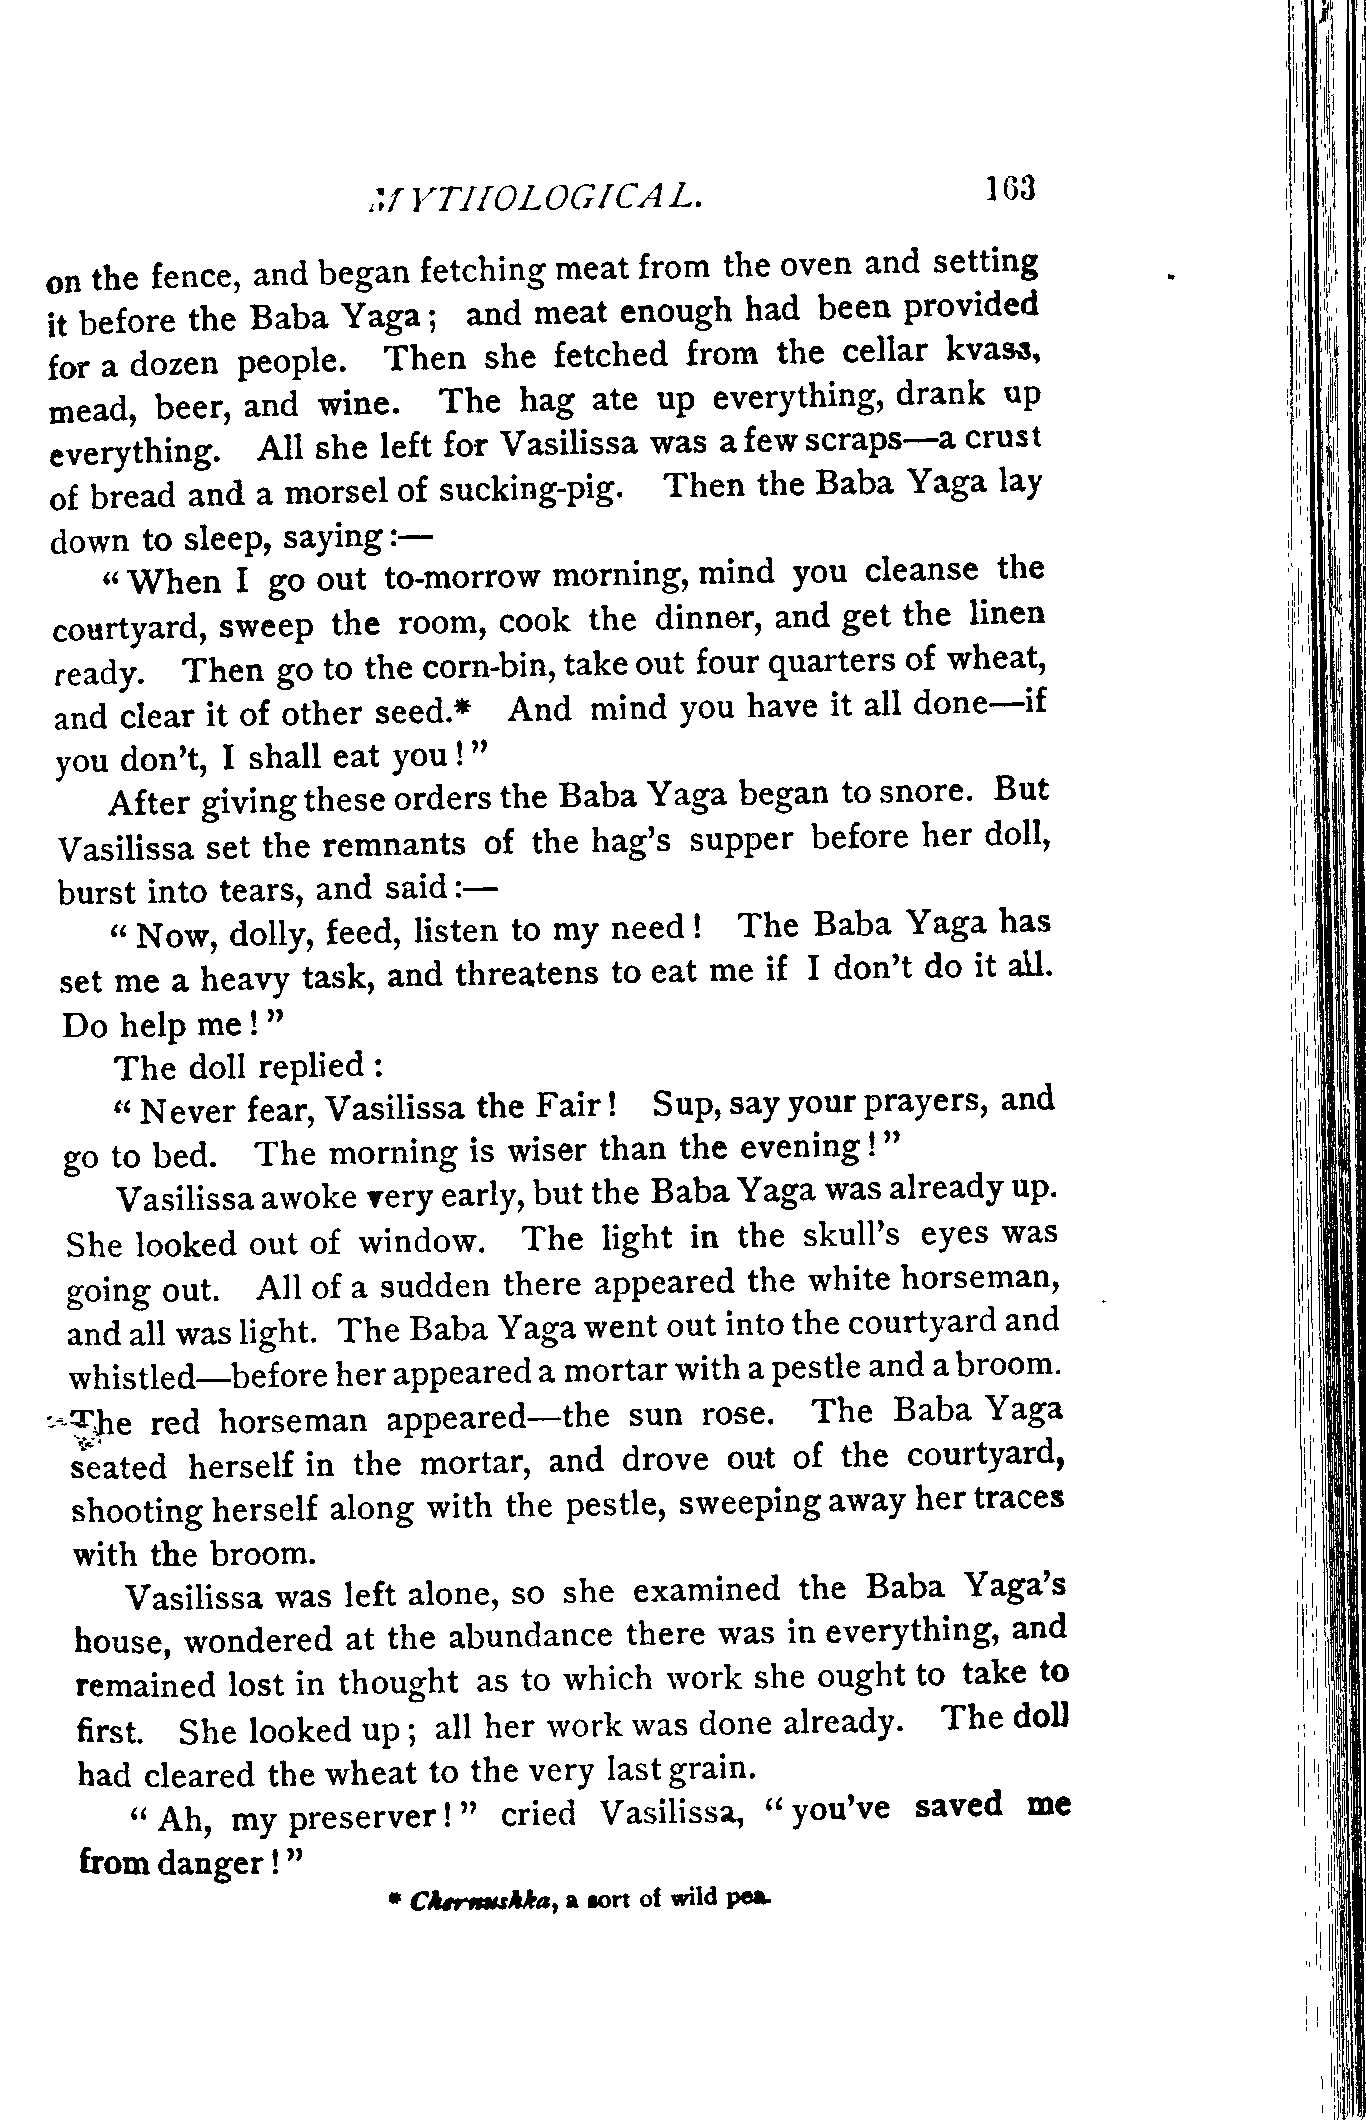 MYTHOLOGICAL. 163
on the fence, and began fetching meat from the oven and setting
it before the Baba Yaga; and meat enough had been provided
for a dozen people. Then she fetched from the cellar kvass,
mead, beer, and wine. The hag ate up everything, drank up
everything. All she left for Vasilissa was a few scraps—a crust
of bread and a morsel of sucking-pig. Then the Baba Yaga lay
down to sleep, saying:—
"When I go out to-morrow morning, mind you cleanse the
courtyard, sweep the room, cook the dinner, and get the linen
ready. Then go to the corn-bin, take out four quarters of wheat,
and clear it of other seed.* And mind you have it all done—if
you don't, I shall eat you!"
After giving these orders the Baba Yaga began to snore. But
Vasilissa set the remnants of the hag's supper before her doll,
burst into tears, and said:—
"Now, dolly, feed, listen to my need! The Baba Yaga has
set me a heavy task, and threatens to eat me if I don't do it all.
Do help me!"
The doll replied:
"Never fear, Vasilissa the Fair! Sup, say your prayers, and
go to bed. The morning is wiser than the evening!"
Vasilissa awoke very early, but the Baba Yaga was already up.
She looked out of window. The light in the skull's eyes was
going out. All of a sudden there appeared the white horseman,
and all was light. The Baba Yaga went out into the courtyard and
whistled—before her appeared a mortar with a pestle and a broom.
The red horseman appeared—the sun rose. The Baba Yaga
seated herself in the mortar, and drove out of the courtyard,
shooting herself along with the pestle, sweeping away her traces
with the broom.
Vasilissa was left alone, so she examined the Baba Yaga's
house, wondered at the abundance there was in everything, and
remained lost in thought as to which work she ought to take to
first. She looked up; all her work was done already. The doll
had cleared the wheat to the very last grain.
"Ah, my preserver!" cried Vasilissa, "you've saved me
from danger!"
* Chernushka, a sort of wild pea.